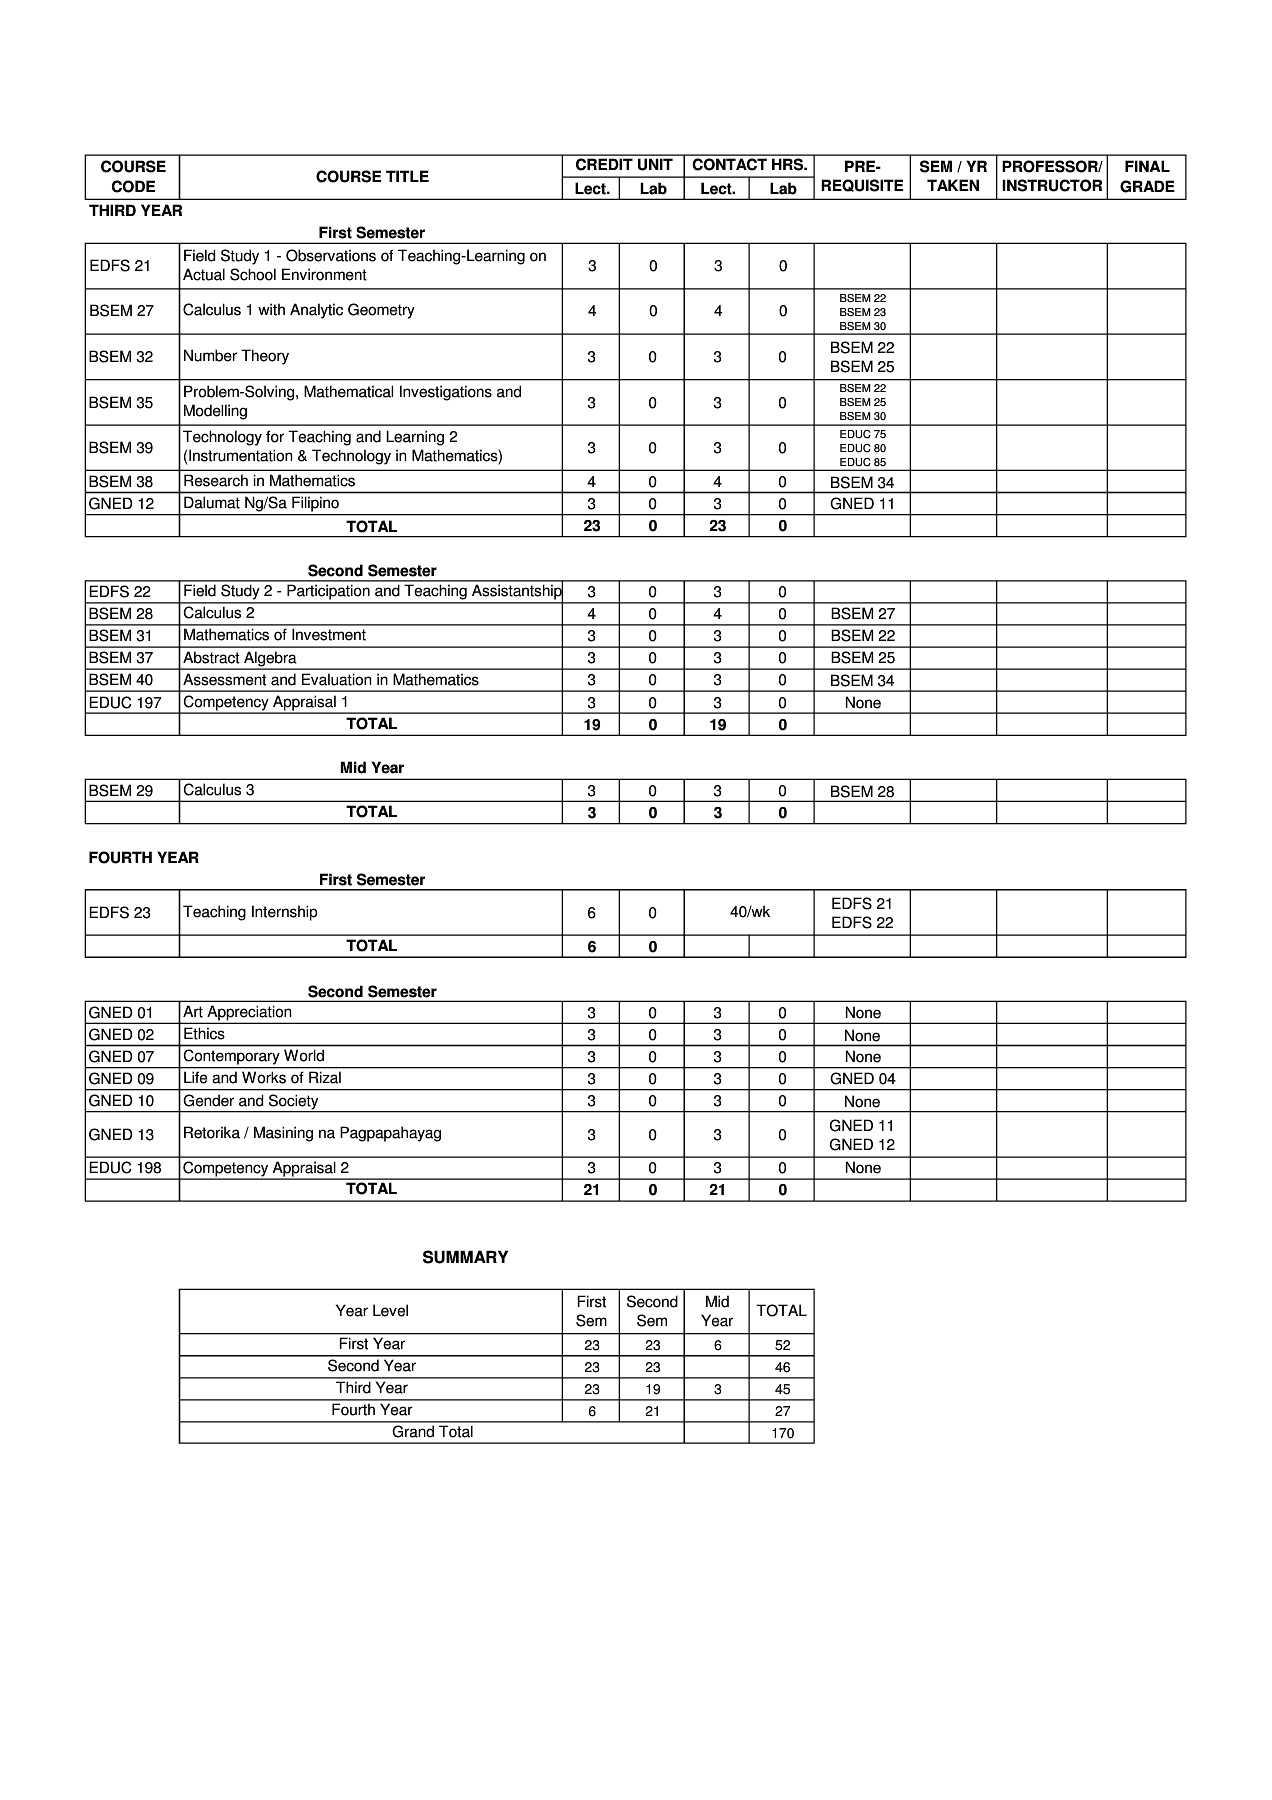 COURSE CODE COURSE TITLE CREDIT UNIT CONTACT HRS. PRE-REQUISITE SEM / YR TAKEN PROFESSOR/ INSTRUCTOR FINAL GRADE
Lect. Lab Lect. Lab
THIRD YEAR
First Semester
EDFS 21 Field Study 1 - Observations of Teaching-Learning on Actual School Environment 3 0 3 0
BSEM 27 Calculus 1 with Analytic Geometry 4 0 4 0 BSEM 22 BSEM 23 BSEM 30
BSEM 32 Number Theory 3 0 3 0 BSEM 22 BSEM 25
BSEM 35 Problem-Solving, Mathematical Investigations and Modelling 3 0 3 0 BSEM 22 BSEM 25 BSEM 30
BSEM 39 Technology for Teaching and Learning 2 (Instrumentation & Technology in Mathematics) 3 0 3 0 EDUC 75 EDUC 80 EDUC 85
BSEM 38 Research in Mathematics 4 0 4 0 BSEM 34
GNED 12 Dalumat Ng/Sa Filipino 3 0 3 0 GNED 11
TOTAL 23 0 23 0
Second Semester
EDFS 22 Field Study 2 - Participation and Teaching Assistantship 3 0 3 0
BSEM 28 Calculus 2 4 0 4 0 BSEM 27
BSEM 31 Mathematics of Investment 3 0 3 0 BSEM 22
BSEM 37 Abstract Algebra 3 0 3 0 BSEM 25
BSEM 40 Assessment and Evaluation in Mathematics 3 0 3 0 BSEM 34
EDUC 197 Competency Appraisal 1 3 0 3 0 None
TOTAL 19 0 19 0
Mid Year
BSEM 29 Calculus 3 3 0 3 0 BSEM 28
TOTAL 3 0 3 0
FOURTH YEAR
First Semester
EDFS 23 Teaching Internship 6 0 40/wk EDFS 21 EDFS 22
TOTAL 6 0
Second Semester
GNED 01 Art Appreciation 3 0 3 0 None
GNED 02 Ethics 3 0 3 0 None
GNED 07 Contemporary World 3 0 3 0 None
GNED 09 Life and Works of Rizal 3 0 3 0 GNED 04
GNED 10 Gender and Society 3 0 3 0 None
GNED 13 Retorika / Masining na Pagpapahayag 3 0 3 0 GNED 11 GNED 12
EDUC 198 Competency Appraisal 2 3 0 3 0 None
TOTAL 21 0 21 0
SUMMARY
Year Level First Sem Second Sem Mid Year TOTAL
First Year 23 23 6 52
Second Year 23 23 46
Third Year 23 19 3 45
Fourth Year 6 21 27
Grand Total 170